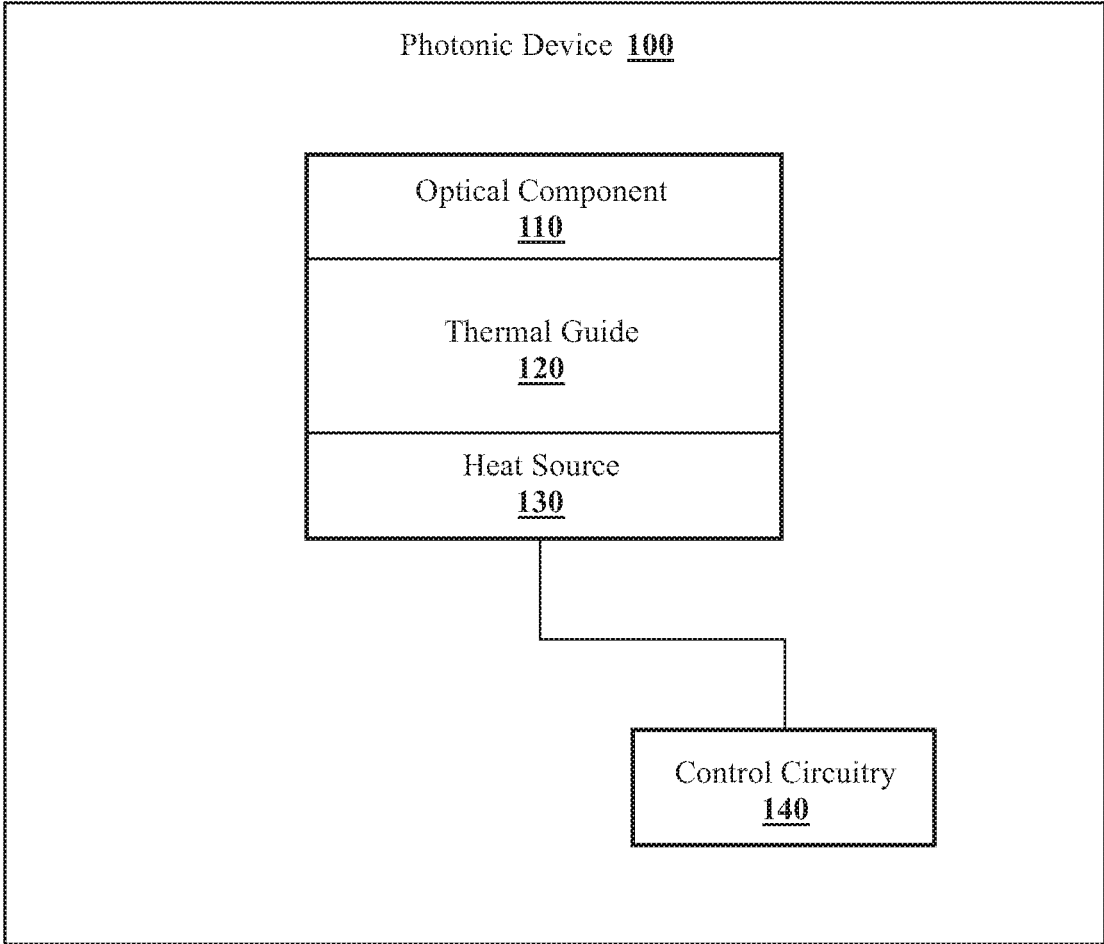 Photonic Device 100
Optical Component
110
Thermal Guide
120
Heat Source
130
Control Circuitry
140